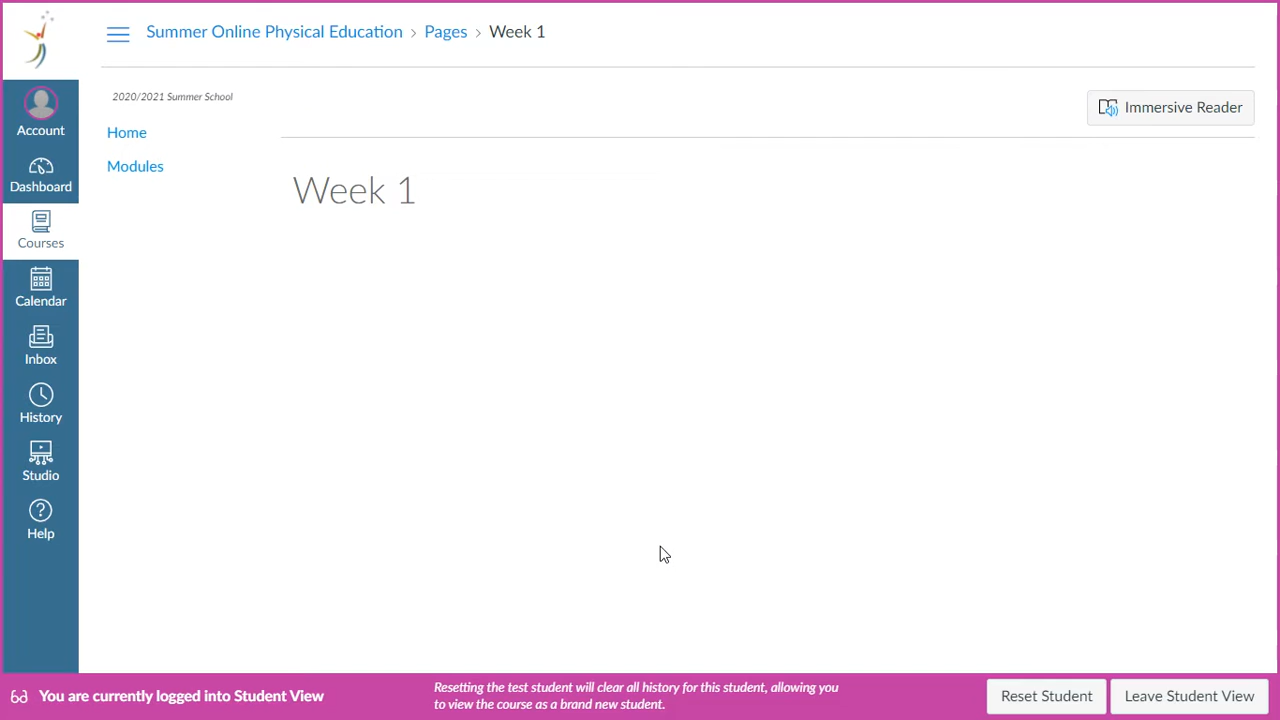 Summer Online Physical Education > Pages > Week 1
2020/2021 Summer School
Immersive Reader
Home
Modules
Week 1
Account
Dashboard
Courses
Calendar
Inbox
History
Studio
Help
You are currently logged into Student View
Resetting the test student will clear all history for this student, allowing you
to view the course as a brand new student.
Reset Student
Leave Student View